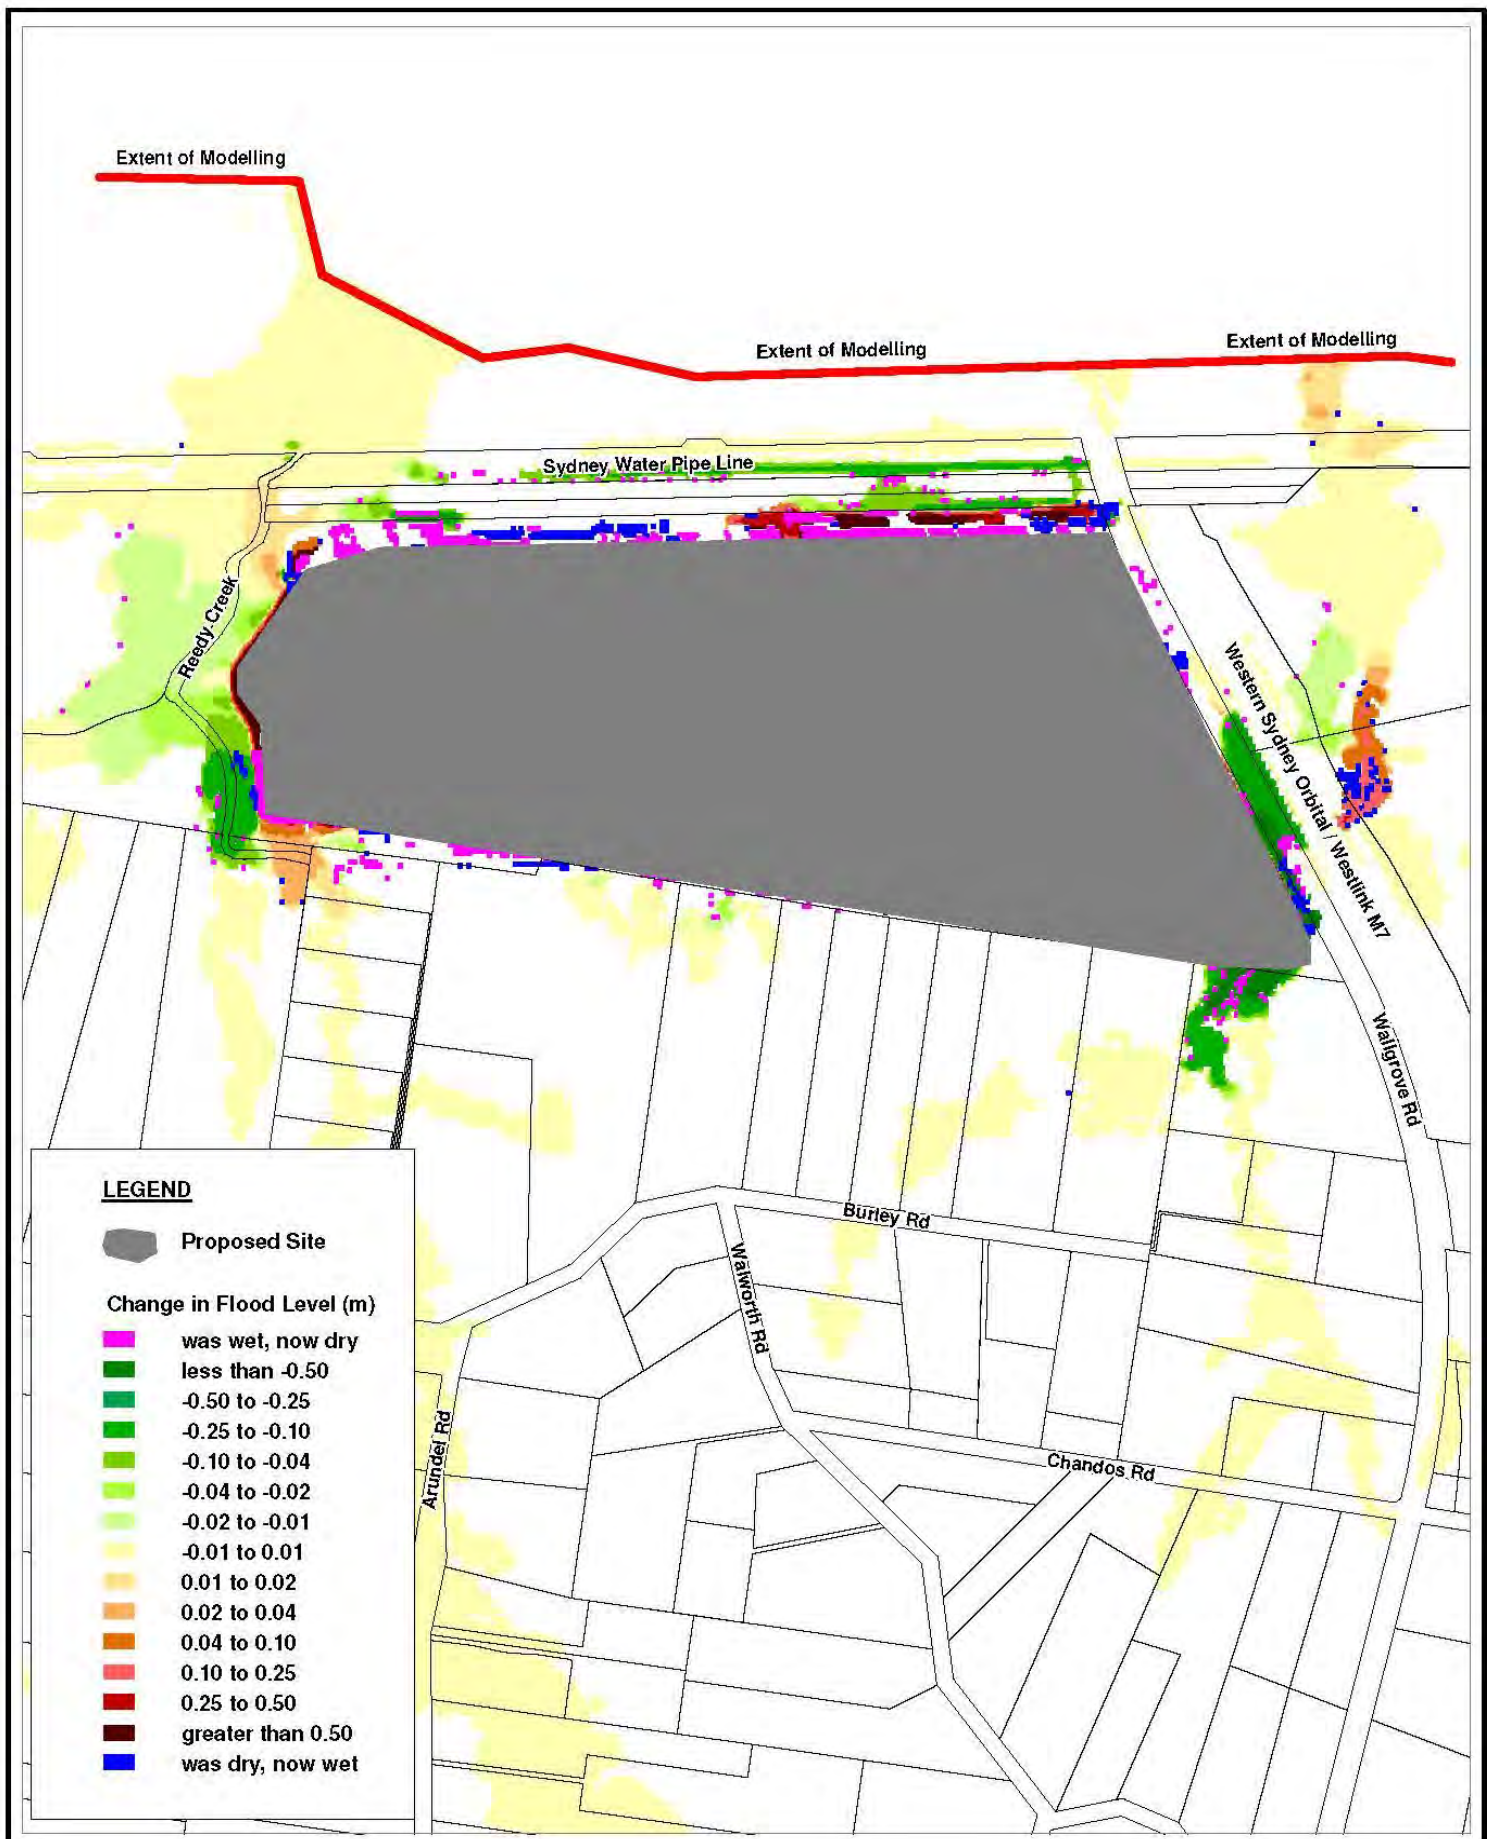 Extent of Modelling
Extent of Modelling
Extent of Modelling
Sydney Water Pipe Line
Reedy Creek
Western Sydney Orbital / Westlink M7
Wallgrove Rd
Burley Rd
Walworth Rd
Chandos Rd
Arundel Rd
LEGEND
Proposed Site
Change in Flood Level (m)
was wet, now dry
less than -0.50
-0.50 to -0.25
-0.25 to -0.10
-0.10 to -0.04
-0.04 to -0.02
-0.02 to -0.01
-0.01 to 0.01
0.01 to 0.02
0.02 to 0.04
0.04 to 0.10
0.10 to 0.25
0.25 to 0.50
greater than 0.50
was dry, now wet